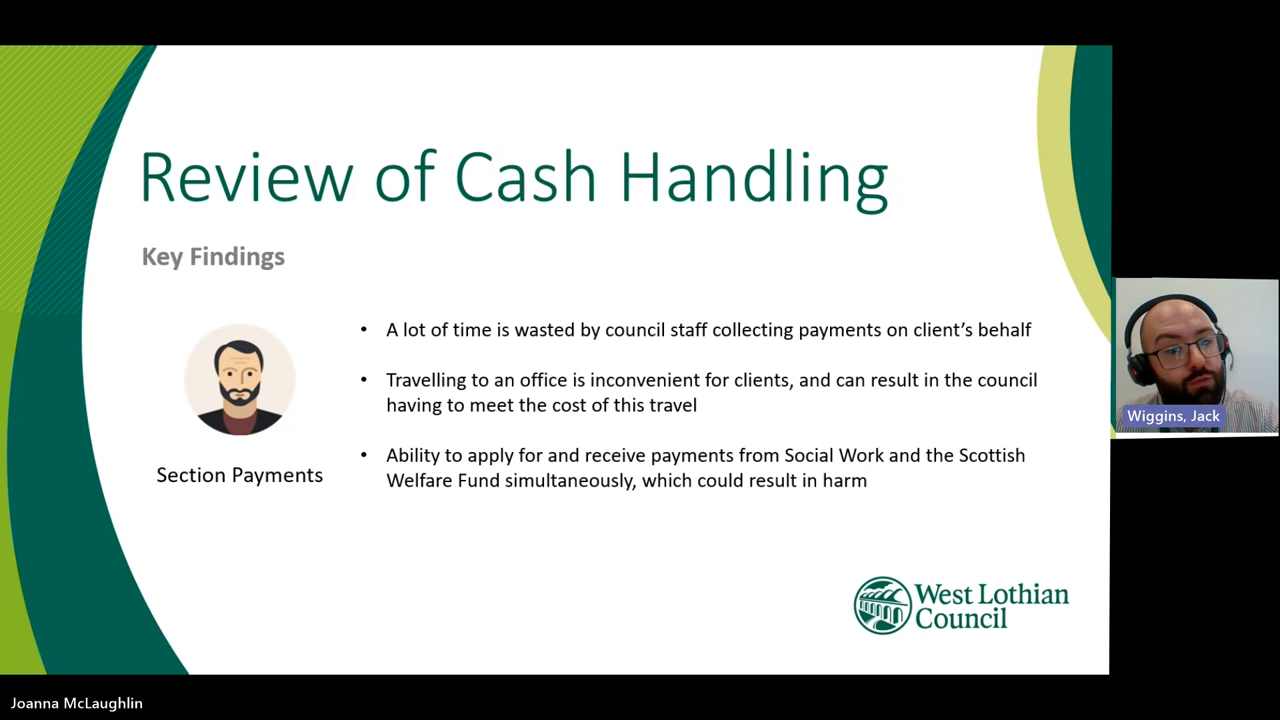 Review of Cash Handling
Key Findings
Section Payments
• A lot of time is wasted by council staff collecting payments on client’s behalf
• Travelling to an office is inconvenient for clients, and can result in the council
having to meet the cost of this travel
• Ability to apply for and receive payments from Social Work and the Scottish
Welfare Fund simultaneously, which could result in harm
West Lothian
Council
Wiggins, Jack
Joanna McLaughlin